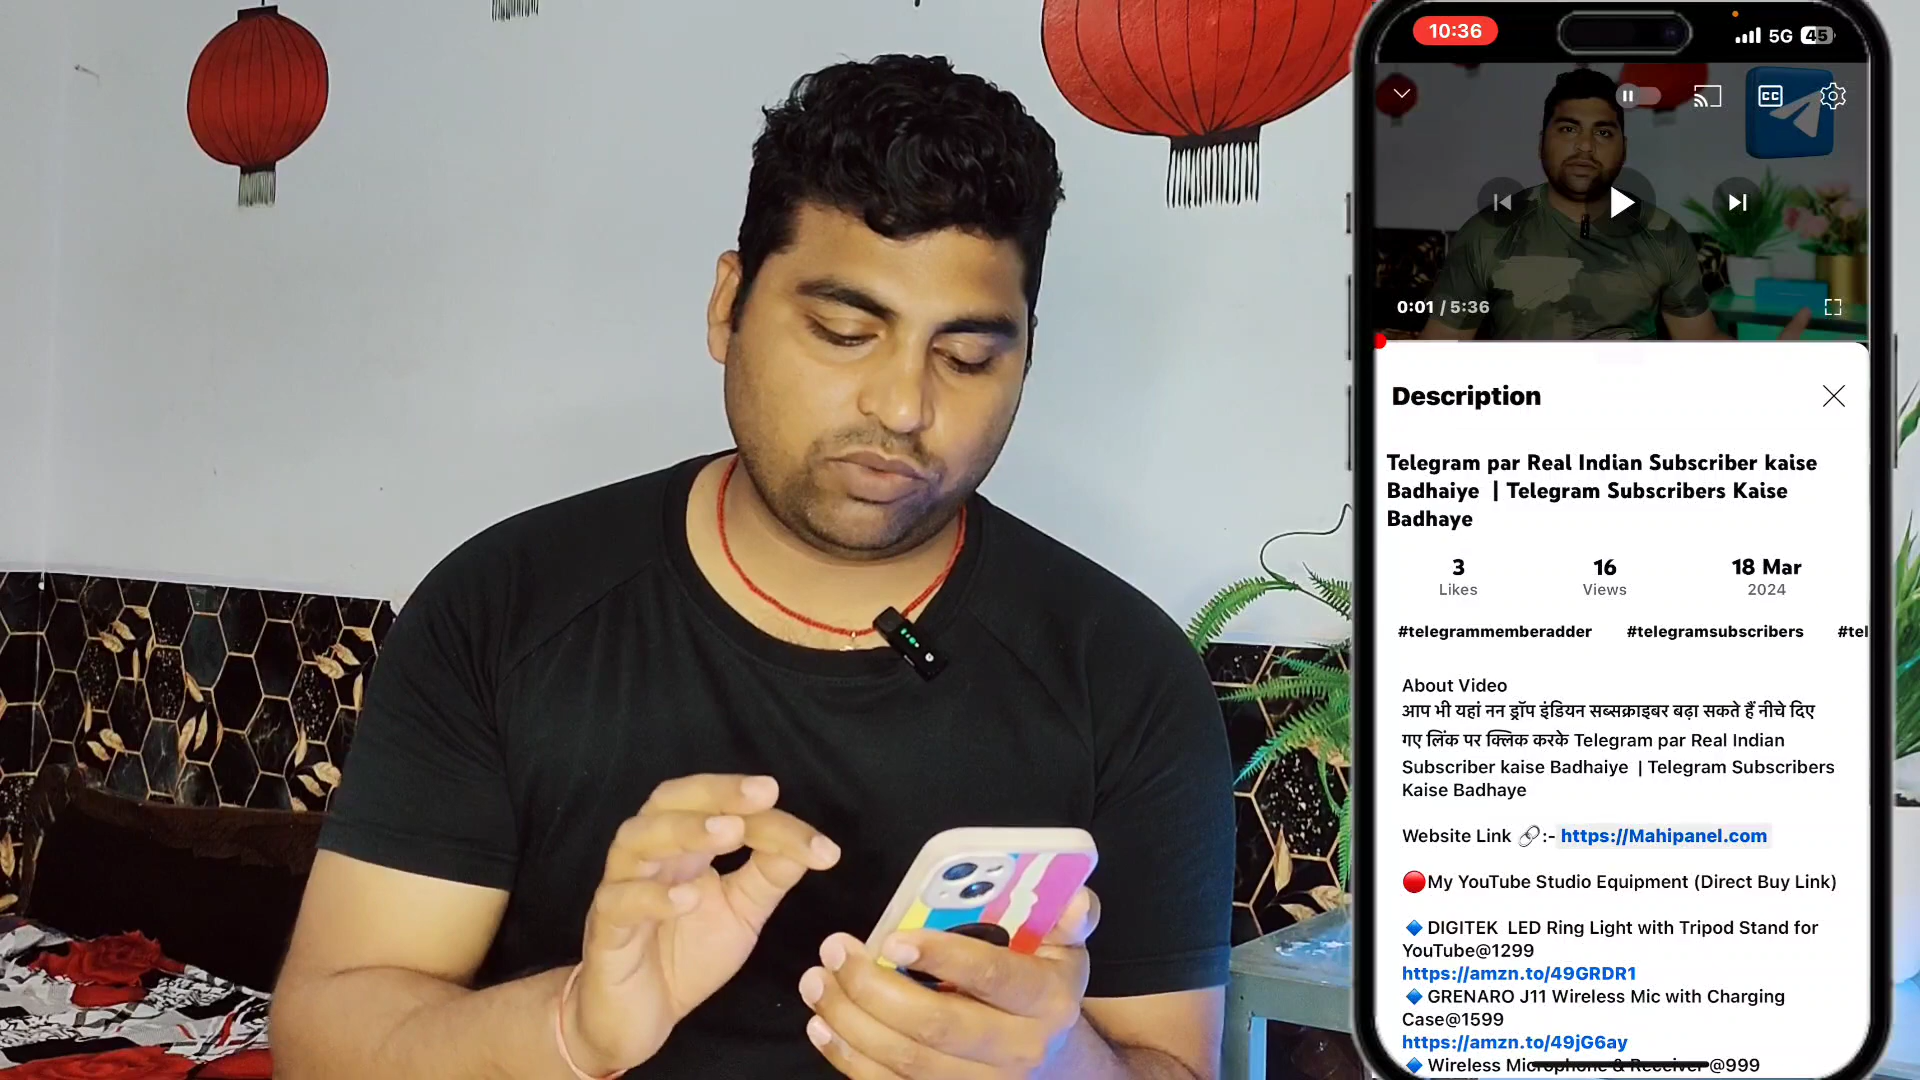 10:36
5G 45
CC
0:01 / 5:36
Description
Telegram par Real Indian Subscriber kaise
Badhaiye | Telegram Subscribers Kaise
Badhaye
3 16 18 Mar
Likes Views 2024
#telegrammemberadder #telegramsubscribers #tel
About Video
आप भी यहां नन ड्रॉप इंडियन सब्सक्राइबर बढ़ा सकते हैं नीचे दिए
गए लिंक पर क्लिक करके Telegram par Real Indian
Subscriber kaise Badhaiye | Telegram Subscribers
Kaise Badhaye
Website Link 🔗:- https://Mahipanel.com
🔴My YouTube Studio Equipment (Direct Buy Link)
🔷DIGITEK LED Ring Light with Tripod Stand for
YouTube@1299
https://amzn.to/49GRDR1
🔷GRENARO J11 Wireless Mic with Charging
Case@1599
https://amzn.to/49jG6ay
🔷Wireless Microphone & Receiver @999